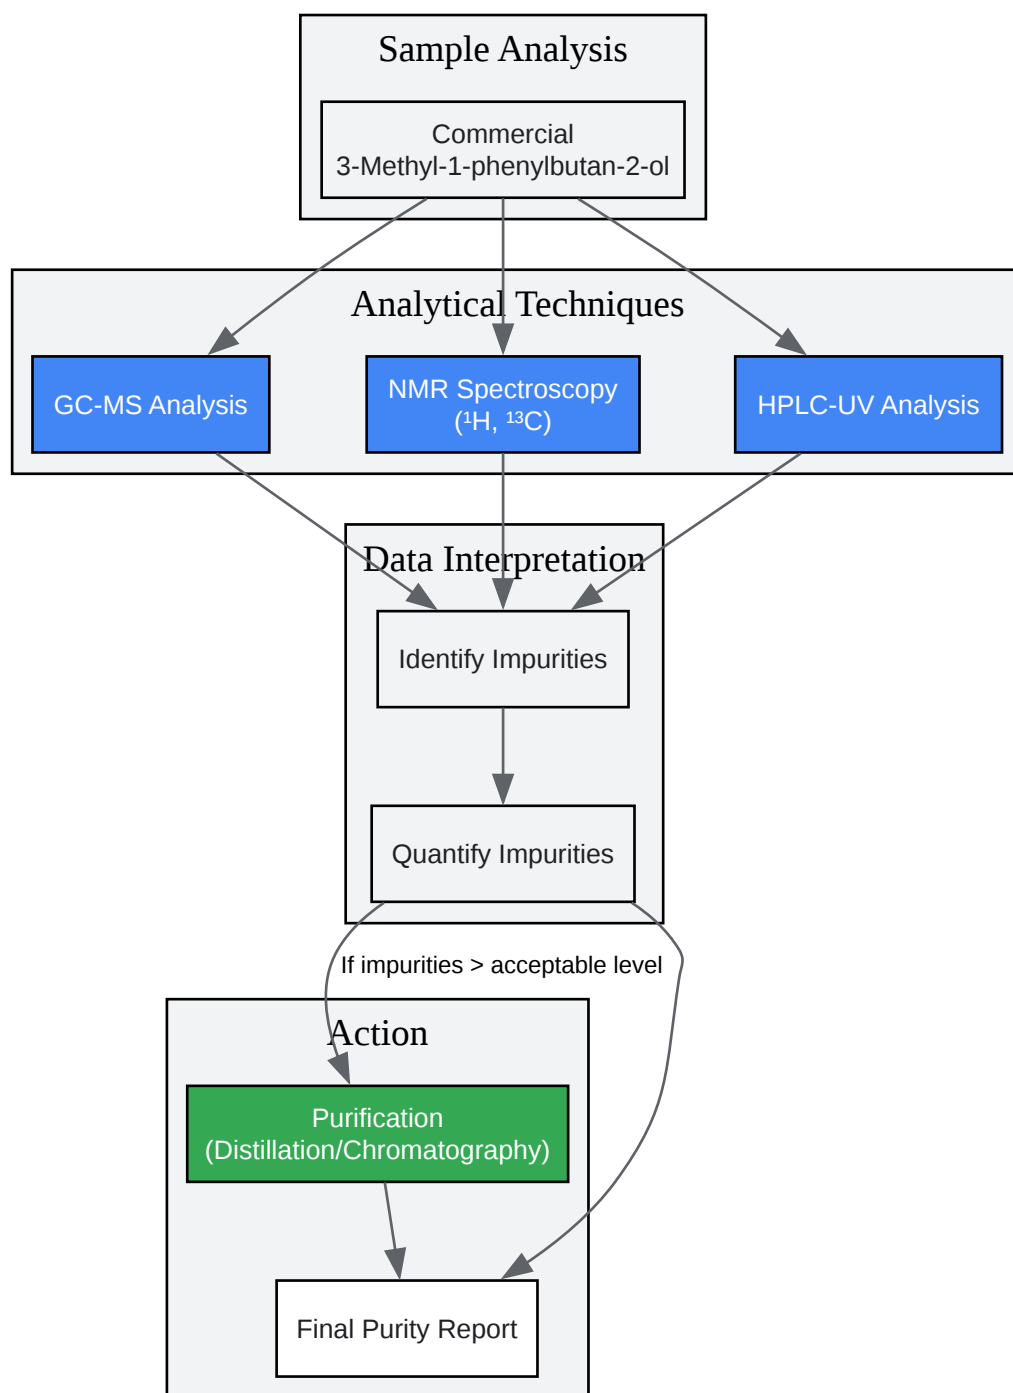 Sample Analysis
Commercial
3-Methyl-1-phenylbutan-2-ol
Analytical Techniques
GC-MS Analysis
NMR Spectroscopy
(¹H, ¹³C)
HPLC-UV Analysis
Data Interpretation
Identify Impurities
Quantify Impurities
If impurities > acceptable level
Action
Purification
(Distillation/Chromatography)
Final Purity Report